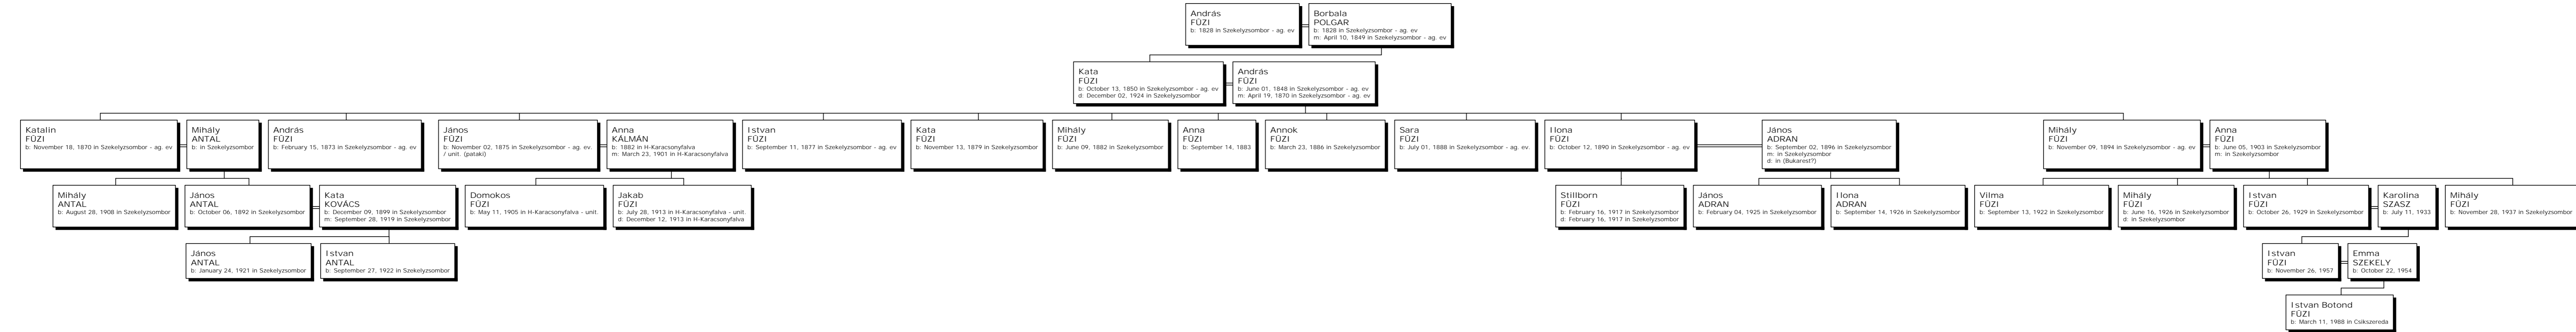 András
FÜZI
b: 1828 in Szekelyzsombor - ag. ev
Borbala
POLGAR
b: 1828 in Szekelyzsombor - ag. ev
m: April 10, 1849 in Szekelyzsombor - ag. ev
Kata
FÜZI
b: October 13, 1850 in Szekelyzsombor - ag. ev
d: December 02, 1924 in Szekelyzsombor
András
FÜZI
b: June 01, 1848 in Szekelyzsombor - ag. ev
m: April 19, 1870 in Szekelyzsombor - ag. ev
Katalin
FÜZI
b: November 18, 1870 in Szekelyzsombor - ag. ev
Mihály
ANTAL
b: in Szekelyzsombor
András
FÜZI
b: February 15, 1873 in Szekelyzsombor - ag. ev
János
FÜZI
b: November 02, 1875 in Szekelyzsombor - ag. ev.
/ unit. (pataki)
Anna
KÁLMÁN
b: 1882 in H-Karacsonyfalva
m: March 23, 1901 in H-Karacsonyfalva
Istvan
FÜZI
b: September 11, 1877 in Szekelyzsombor - ag. ev
Kata
FÜZI
b: November 13, 1879 in Szekelyzsombor
Mihály
FÜZI
b: June 09, 1882 in Szekelyzsombor
Anna
FÜZI
b: September 14, 1883
Annok
FÜZI
b: March 23, 1886 in Szekelyzsombor
Sara
FÜZI
b: July 01, 1888 in Szekelyzsombor - ag. ev.
Ilona
FÜZI
b: October 12, 1890 in Szekelyzsombor - ag. ev
János
ADRAN
b: September 02, 1896 in Szekelyzsombor
m: in Szekelyzsombor
d: in (Bukarest?)
Mihály
FÜZI
b: November 09, 1894 in Szekelyzsombor - ag. ev
Anna
FÜZI
b: June 05, 1903 in Szekelyzsombor
m: in Szekelyzsombor
Mihály
ANTAL
b: August 28, 1908 in Szekelyzsombor
János
ANTAL
b: October 06, 1892 in Szekelyzsombor
Kata
KOVÁCS
b: December 09, 1899 in Szekelyzsombor
m: September 28, 1919 in Szekelyzsombor
Domokos
FÜZI
b: May 11, 1905 in H-Karacsonyfalva - unit.
Jakab
FÜZI
b: July 28, 1913 in H-Karacsonyfalva - unit
d: December 12, 1913 in H-Karacsonyfalva
Stillborn
FÜZI
b: February 16, 1917 in Szekelyzsombor
d: February 16, 1917 in Szekelyzsombor
János
ADRAN
b: February 04, 1925 in Szekelyzsombor
Ilona
ADRAN
b: September 14, 1926 in Szekelyzsombor
Vilma
FÜZI
b: September 13, 1922 in Szekelyzsombor
Mihály
FÜZI
b: June 16, 1926 in Szekelyzsombor
d: in Szekelyzsombor
Istvan
FÜZI
b: October 26, 1929 in Szekelyzsombor
Karolina
SZASZ
b: July 11, 1933
Mihály
FÜZI
b: November 28, 1937 in Szekelyzsombor
János
ANTAL
b: January 24, 1921 in Szekelyzsombor
Istvan
ANTAL
b: September 27, 1922 in Szekelyzsombor
Istvan
FÜZI
b: November 26, 1957
Emma
SZEKELY
b: October 22, 1954
Istvan Botond
FÜZI
b: March 11, 1988 in Csikszereda